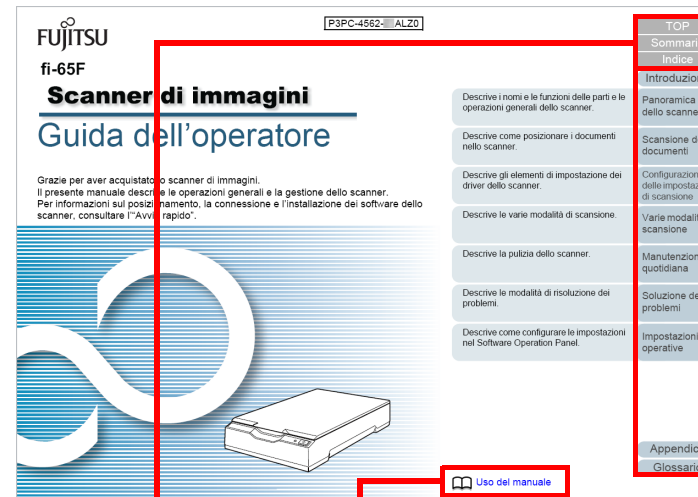 FUJITSU
P3PC-4562- ALZ0
fi-65F
Scanner di immagini
Guida dell'operatore
Grazie per aver acquistato lo scanner di immagini.
Il presente manuale descrive le operazioni generali e la gestione dello scanner.
Per informazioni sul posizionamento, la connessione e l'installazione dei software dello
scanner, consultare l'"Avvio rapido".
Descrive i nomi e le funzioni delle parti e le
operazioni generali dello scanner.
Descrive come posizionare i documenti
nello scanner.
Descrive gli elementi di impostazione dei
driver dello scanner.
Descrive le varie modalità di scansione.
Descrive la pulizia dello scanner.
Descrive le modalità di risoluzione dei
problemi.
Descrive come configurare le impostazioni
nel Software Operation Panel.
TOP
Sommari
Indice
Introduzion
Panoramica
dello scanne
Scansione d
documenti
Configurazion
delle impostaz
di scansione
Varie modalit
scansione
Manutenzion
quotidiana
Soluzione de
problemi
Impostazioni
operative
Appendic
Glossario
Uso del manuale